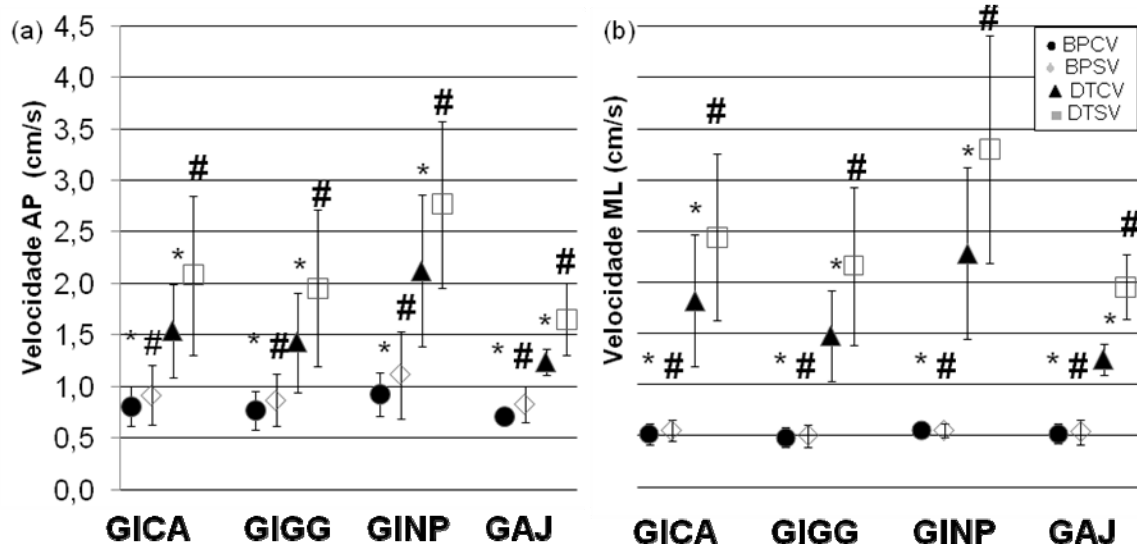 (a)
Velocidade AP (cm/s)
4,5
4,0
3,5
3,0
2,5
2,0
1,5
1,0
0,5
0,0
# # # #
* * * *
* # * # * # * #
GICA GIGG GINP GAJ
(b)
Velocidade ML (cm/s)
BPCV
BPSV
DTCV
DTSV
# # # #
* * * *
* # * # * # * #
GICA GIGG GINP GAJ